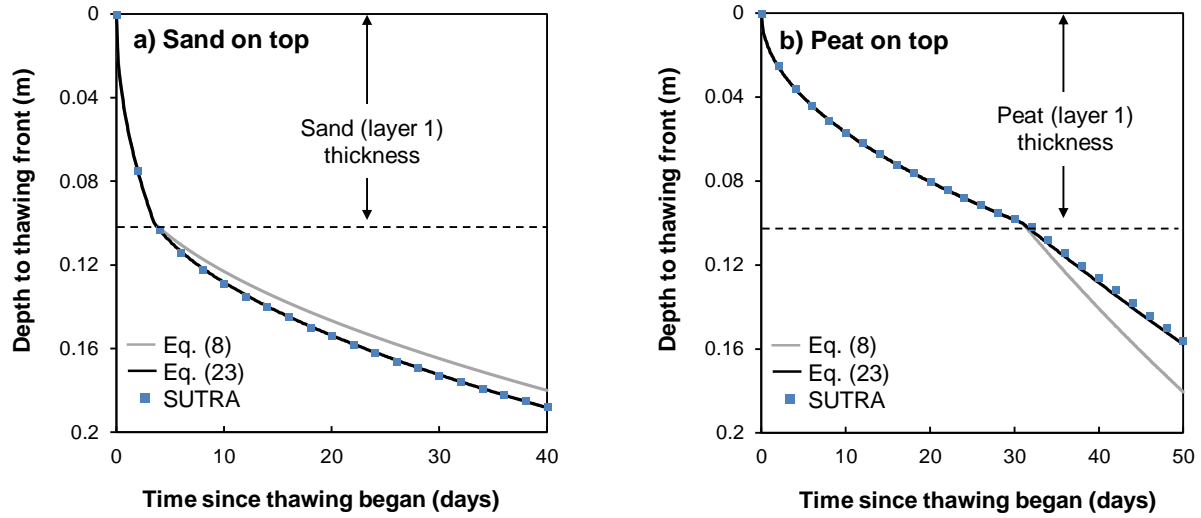 a) Sand on top
Depth to thawing front (m)
0
0.04
0.08
0.12
0.16
0.2
Sand (layer 1)
thickness
Eq. (8)
Eq. (23)
SUTRA
0 10 20 30 40
Time since thawing began (days)
b) Peat on top
Depth to thawing front (m)
0
0.04
0.08
0.12
0.16
0.2
Peat (layer 1)
thickness
Eq. (8)
Eq. (23)
SUTRA
0 10 20 30 40 50
Time since thawing began (days)